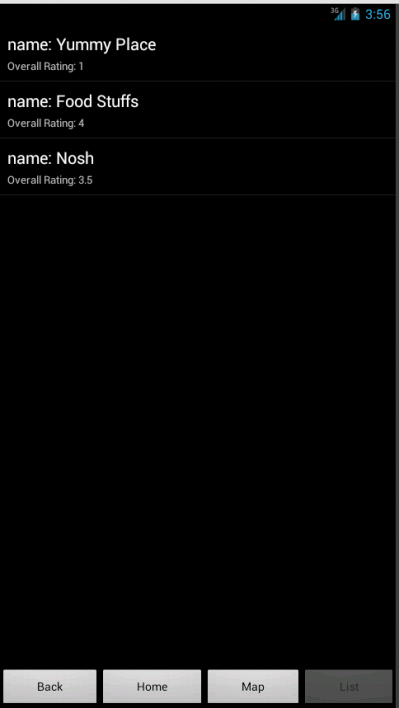 3G 3:56
name: Yummy Place
Overall Rating: 1
name: Food Stuffs
Overall Rating: 4
name: Nosh
Overall Rating: 3.5
Back Home Map List